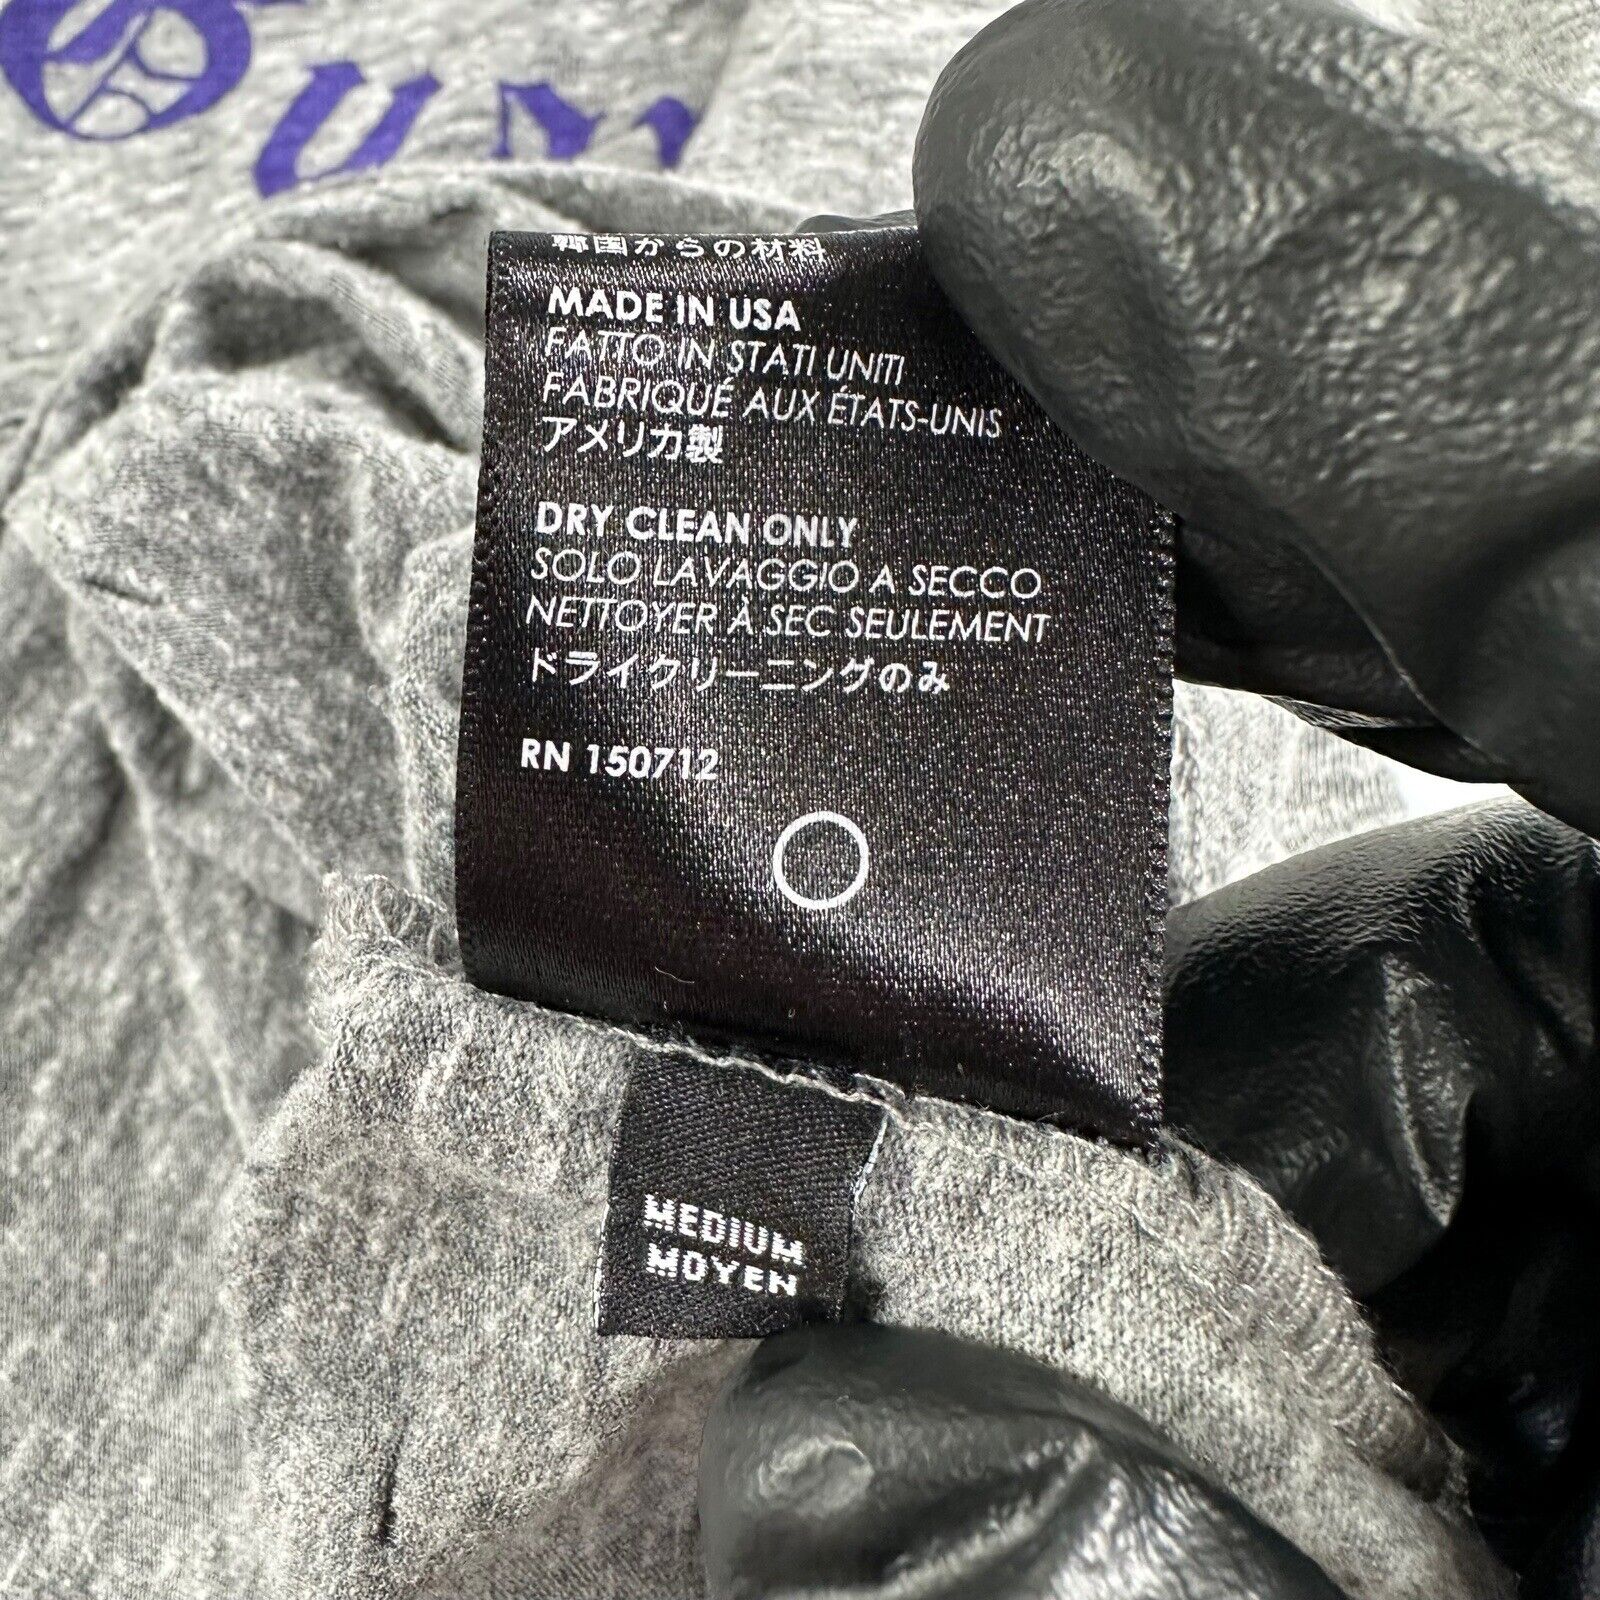 韓国からの材料
MADE IN USA
FATTO IN STATI UNITI
FABRIQUÉ AUX ÉTATS-UNIS
アメリカ製
DRY CLEAN ONLY
SOLO LAVAGGIO A SECCO
NETTOYER À SEC SEULEMENT
ドライクリーニングのみ
RN 150712
MEDIUM
MOYEN